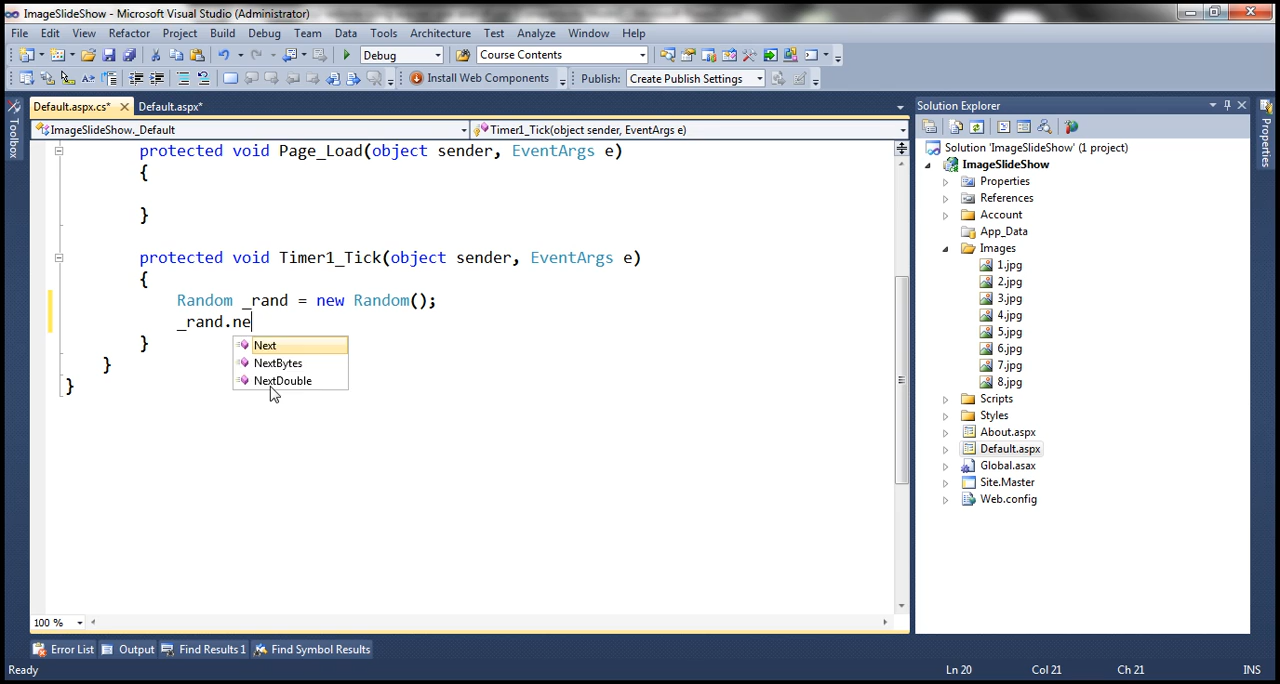 ImageSlideShow - Microsoft Visual Studio (Administrator)
File Edit View Refactor Project Build Debug Team Data Tools Architecture Test Analyze Window Help
Debug Course Contents
Install Web Components Publish: Create Publish Settings
Default.aspx.cs* Default.aspx*
ImageSlideShow._Default Timer1_Tick(object sender, EventArgs e)
Toolbox
protected void Page_Load(object sender, EventArgs e)
{
}
protected void Timer1_Tick(object sender, EventArgs e)
{
Random _rand = new Random();
_rand.ne
}
}
}
Next
NextBytes
NextDouble
100 %
Solution Explorer
Solution 'ImageSlideShow' (1 project)
ImageSlideShow
Properties
References
Account
App_Data
Images
1.jpg
2.jpg
3.jpg
4.jpg
5.jpg
6.jpg
7.jpg
8.jpg
Scripts
Styles
About.aspx
Default.aspx
Global.asax
Site.Master
Web.config
Properties
Error List Output Find Results 1 Find Symbol Results
Ready Ln 20 Col 21 Ch 21 INS